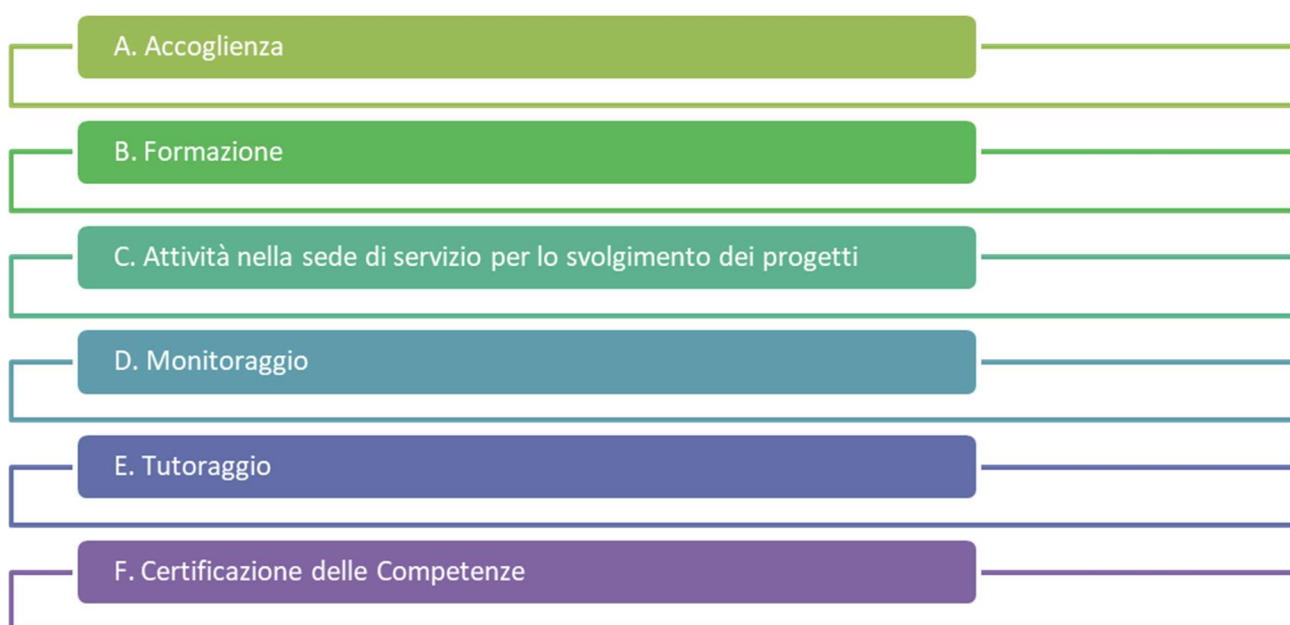 A. Accoglienza
B. Formazione
C. Attività nella sede di servizio per lo svolgimento dei progetti
D. Monitoraggio
E. Tutoraggio
F. Certificazione delle Competenze